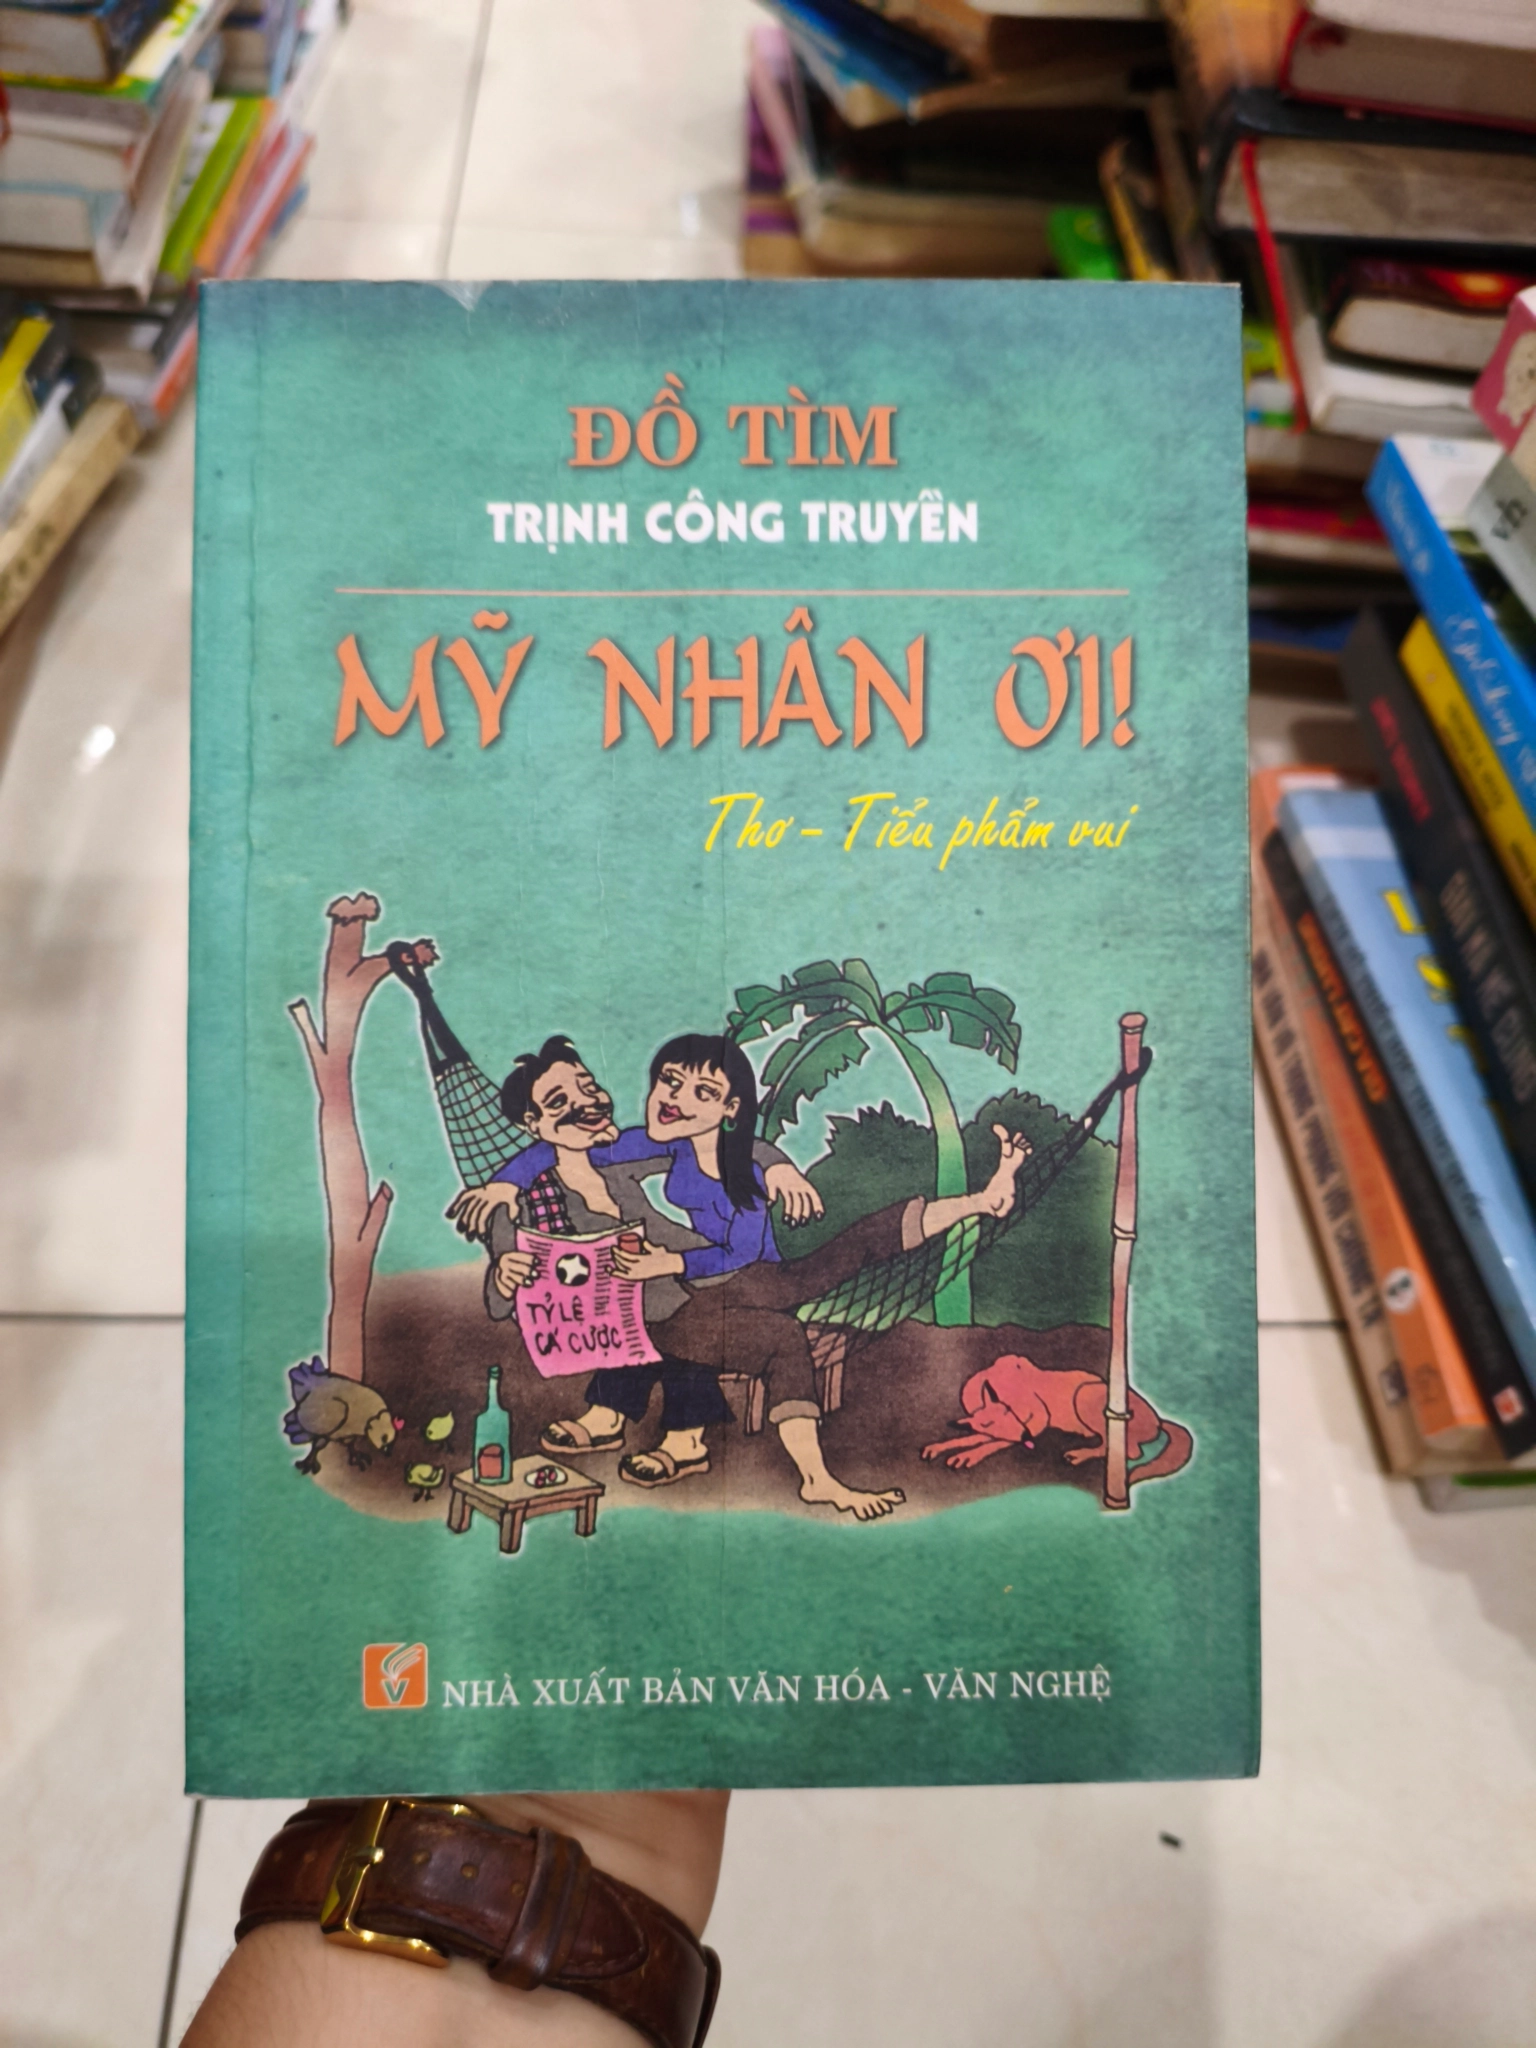 ĐỒ TÌM
TRỊNH CÔNG TRUYỀN
MỸ NHÂN ƠI!
Thơ - Tiểu phẩm vui
TỶ LỆ
CÁ CƯỢC
V
NHÀ XUẤT BẢN VĂN HÓA - VĂN NGHỆ